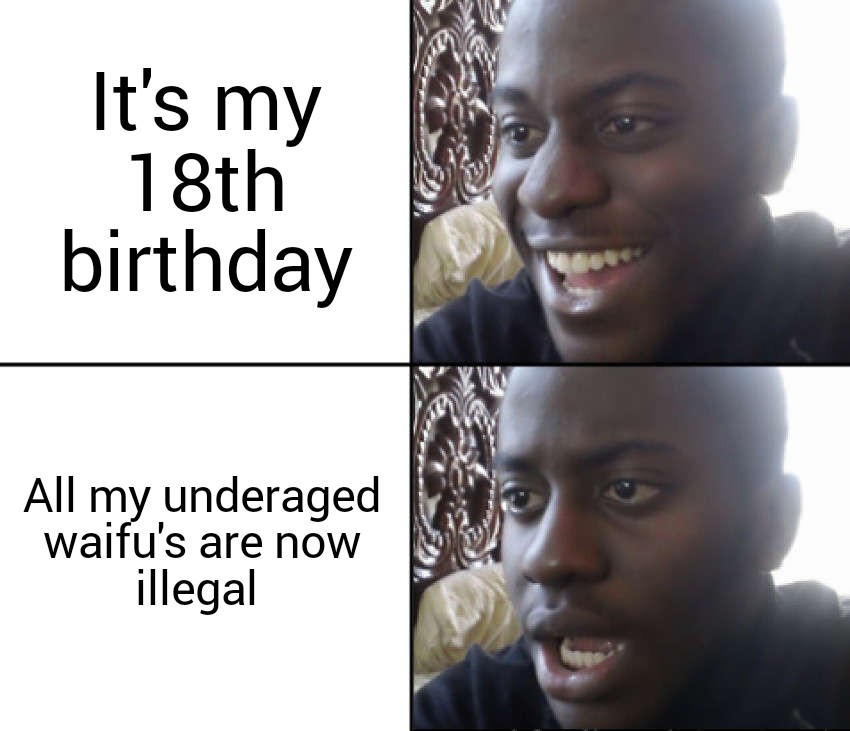 It's my
18th
birthday
All my underaged
waifu's are now
illegal